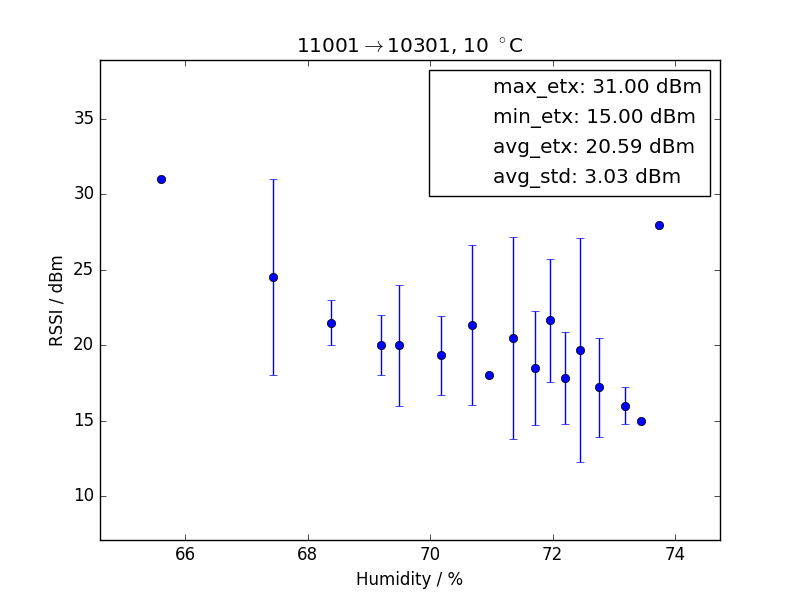 11001→10301, 10 °C
max_etx: 31.00 dBm
min_etx: 15.00 dBm
avg_etx: 20.59 dBm
avg_std: 3.03 dBm
RSSI / dBm
35
30
25
20
15
10
66 68 70 72 74
Humidity / %